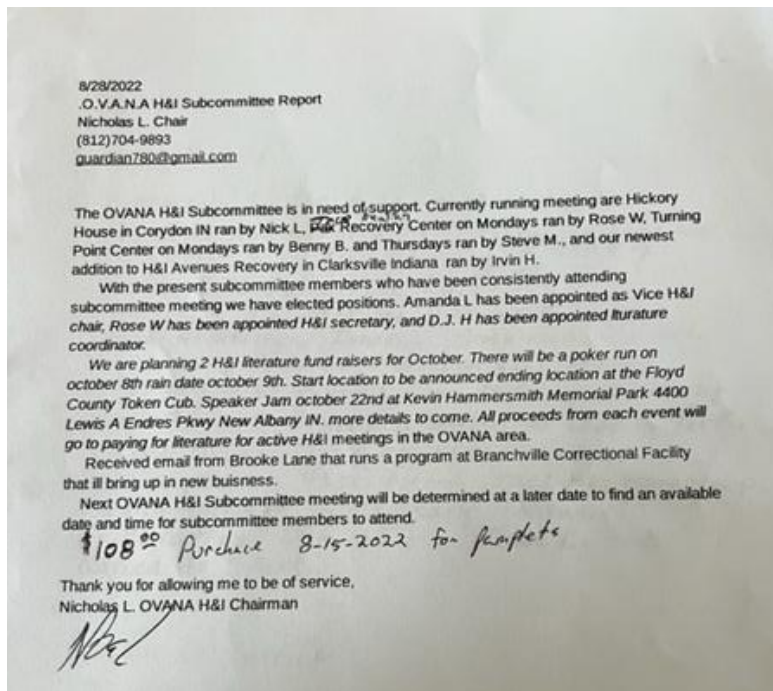 8/28/2022
.O.V.A.N.A H&I Subcommittee Report
Nicholas L. Chair
(812)704-9893
guardian780@gmail.com
The OVANA H&I Subcommittee is in need of support. Currently running meeting are Hickory
House in Corydon IN ran by Nick L, Recovery Center on Mondays ran by Rose W, Turning
Point Center on Mondays ran by Benny B. and Thursdays ran by Steve M., and our newest
addition to H&I Avenues Recovery in Clarksville Indiana ran by Irvin H.
With the present subcommittee members who have been consistently attending
subcommittee meeting we have elected positions. Amanda L has been appointed as Vice H&I
chair, Rose W has been appointed H&I secretary, and D.J. H has been appointed lturature
coordinator.
We are planning 2 H&I literature fund raisers for October. There will be a poker run on
october 8th rain date october 9th. Start location to be announced ending location at the Floyd
County Token Cub. Speaker Jam october 22nd at Kevin Hammersmith Memorial Park 4400
Lewis A Endres Pkwy New Albany IN. more details to come. All proceeds from each event will
go to paying for literature for active H&I meetings in the OVANA area.
Received email from Brooke Lane that runs a program at Branchville Correctional Facility
that ill bring up in new buisness.
Next OVANA H&I Subcommittee meeting will be determined at a later date to find an available
date and time for subcommittee members to attend.
$108.00 Purchace 8-15-2022 for Pamplets
Thank you for allowing me to be of service,
Nicholas L. OVANA H&I Chairman